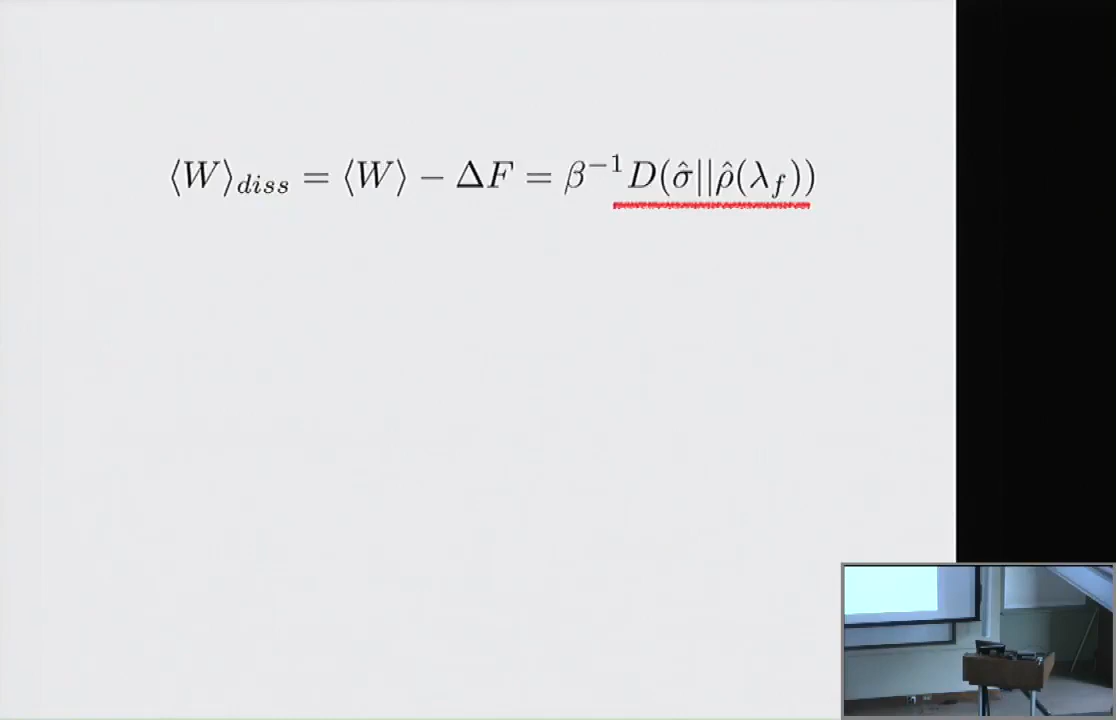 ⟨W⟩_{diss} = ⟨W⟩ − ΔF = β^{−1}D(σ̂||ρ̂(λ_f))